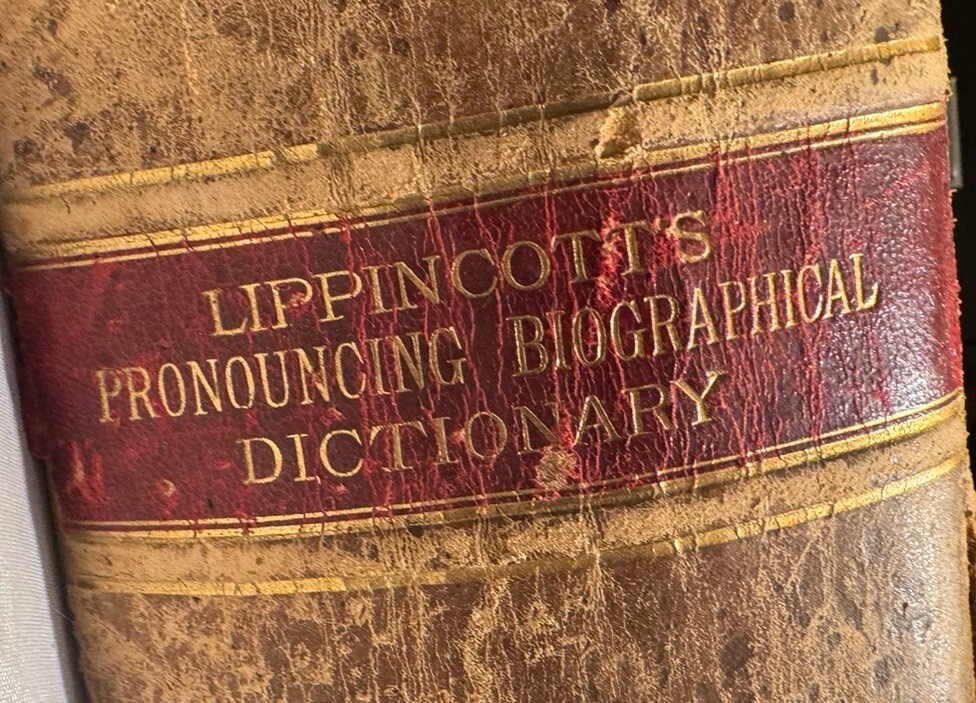 LIPPINCOTT'S
PRONOUNCING BIOGRAPHICAL
DICTIONARY